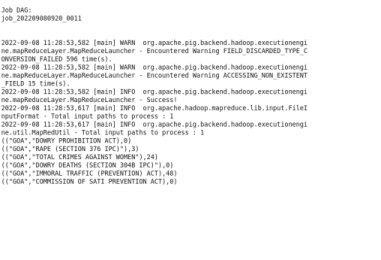 Job DAG:
job_202209080920_0011
2022-09-08 11:28:53,582 [main] WARN  org.apache.pig.backend.hadoop.executionengi
ne.mapReduceLayer.MapReduceLauncher - Encountered Warning FIELD_DISCARDED_TYPE_C
ONVERSION_FAILED 596 time(s).
2022-09-08 11:28:53,582 [main] WARN  org.apache.pig.backend.hadoop.executionengi
ne.mapReduceLayer.MapReduceLauncher - Encountered Warning ACCESSING_NON_EXISTENT
_FIELD 15 time(s).
2022-09-08 11:28:53,582 [main] INFO  org.apache.pig.backend.hadoop.executionengi
ne.mapReduceLayer.MapReduceLauncher - Success!
2022-09-08 11:28:53,617 [main] INFO  org.apache.hadoop.mapreduce.lib.input.FileI
nputFormat - Total input paths to process : 1
2022-09-08 11:28:53,617 [main] INFO  org.apache.pig.backend.hadoop.executionengi
ne.util.MapRedUtil - Total input paths to process : 1
(("GOA","DOWRY PROHIBITION ACT),0)
(("GOA","RAPE (SECTION 376 IPC)"),3)
(("GOA","TOTAL CRIMES AGAINST WOMEN"),24)
(("GOA","DOWRY DEATHS (SECTION 304B IPC)"),0)
(("GOA","IMMORAL TRAFFIC (PREVENTION) ACT),48)
(("GOA","COMMISSION OF SATI PREVENTION ACT),0)